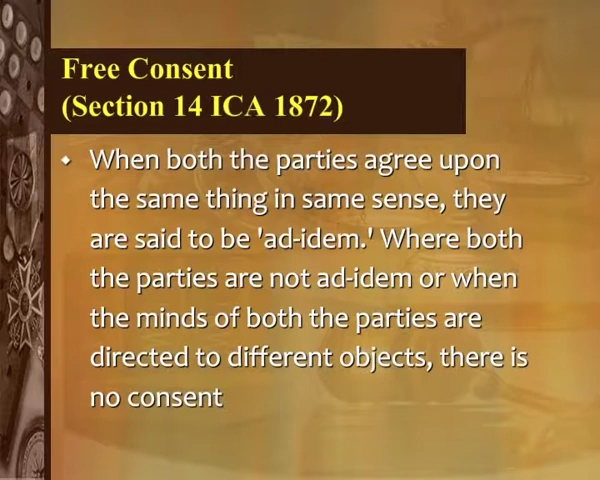 Free Consent
(Section 14 ICA 1872)
• When both the parties agree upon
the same thing in same sense, they
are said to be 'ad-idem.' Where both
the parties are not ad-idem or when
the minds of both the parties are
directed to different objects, there is
no consent